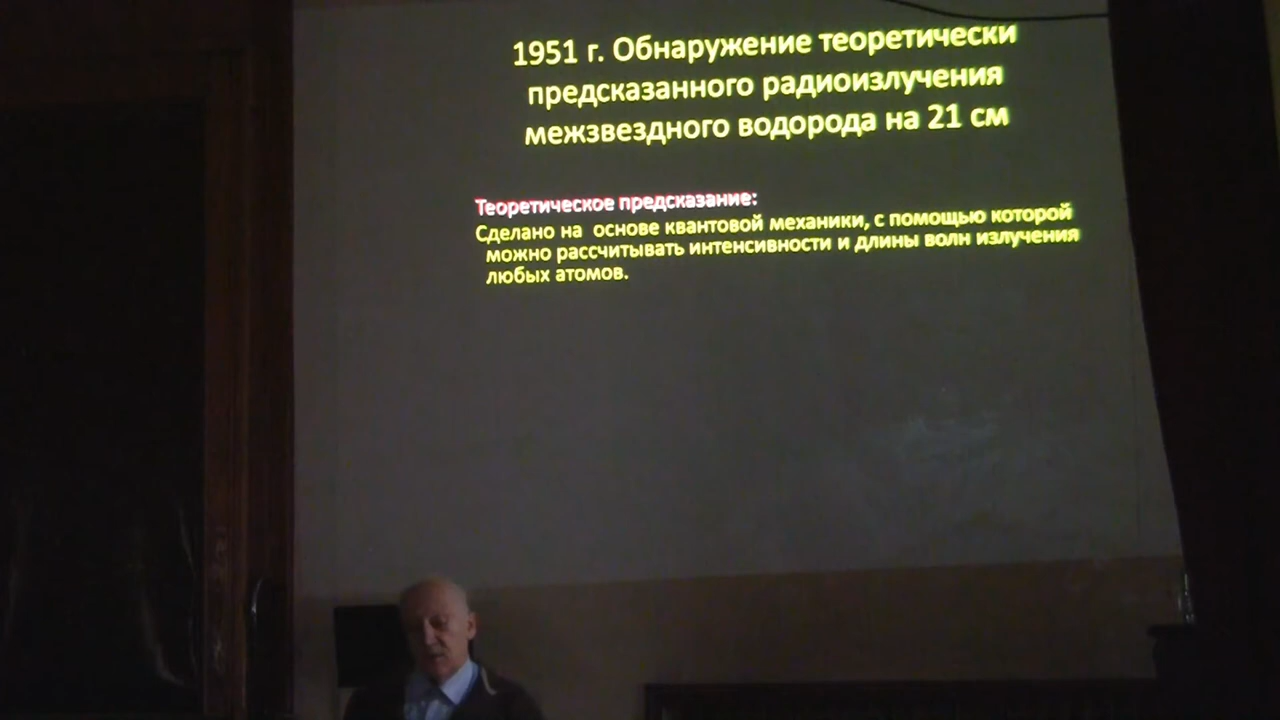 1951 г. Обнаружение теоретически
предсказанного радиоизлучения
межзвездного водорода на 21 см
Теоретическое предсказание:
Сделано на основе квантовой механики, с помощью которой
можно рассчитывать интенсивности и длины волн излучения
любых атомов.